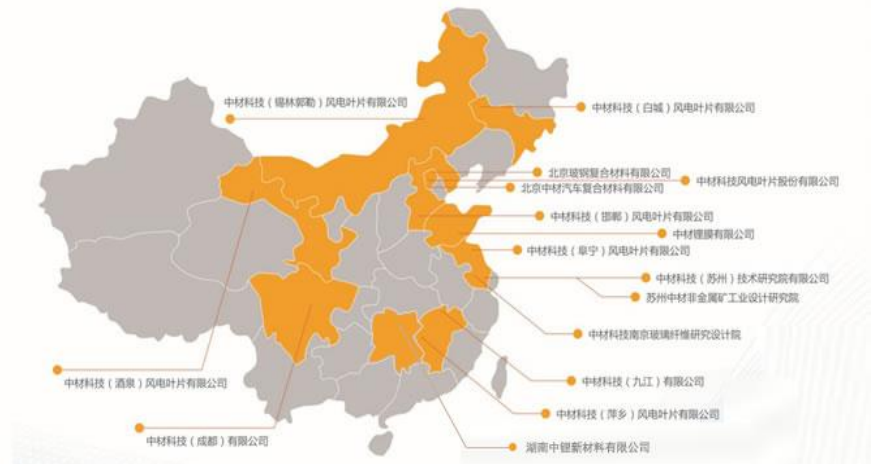 中材科技（锡林郭勒）风电叶片有限公司
中材科技（白城）风电叶片有限公司
北京玻钢复合材料有限公司
中材科技风电叶片股份有限公司
北京中材汽车复合材料有限公司
中材科技（邯郸）风电叶片有限公司
中材锂膜有限公司
中材科技（阜宁）风电叶片有限公司
中材科技（苏州）技术研究院有限公司
苏州中材非金属矿工业设计研究院
中材科技南京玻璃纤维研究设计院
中材科技（酒泉）风电叶片有限公司
中材科技（九江）有限公司
中材科技（萍乡）风电叶片有限公司
中材科技（成都）有限公司
湖南中锂新材料有限公司